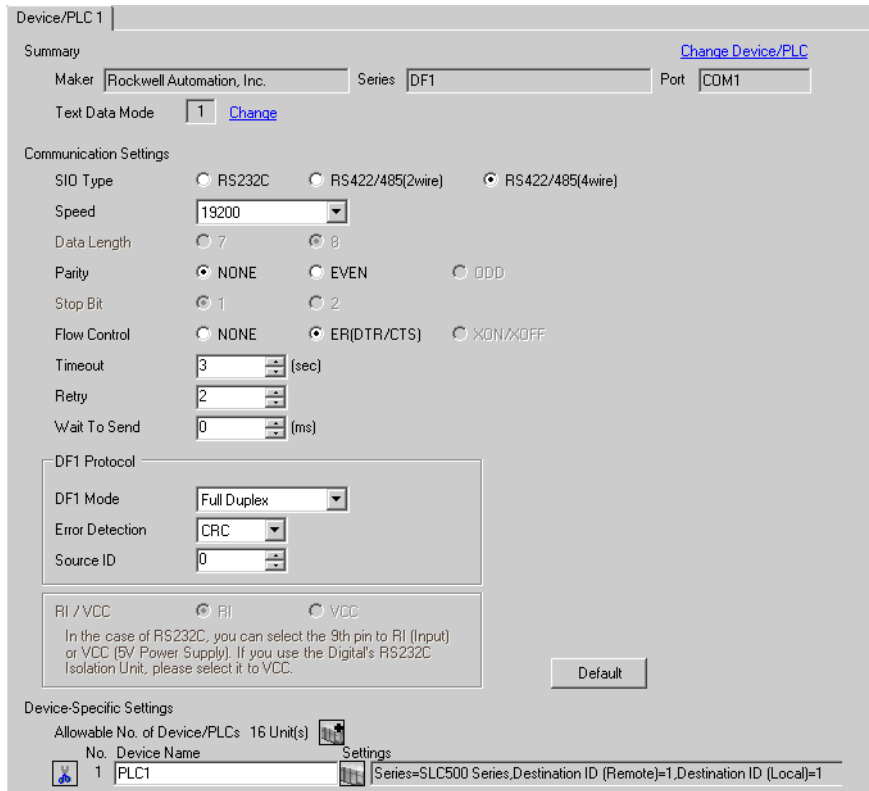 Device/PLC 1
Summary
Change Device/PLC
Maker Rockwell Automation, Inc. Series DF1 Port COM1
Text Data Mode 1 Change
Communication Settings
SIO Type RS232C RS422/485(2wire) RS422/485(4wire)
Speed 19200
Data Length 7 8
Parity NONE EVEN ODD
Stop Bit 1 2
Flow Control NONE ER(DTR/CTS) XON/XOFF
Timeout 3 (sec)
Retry 2
Wait To Send 0 (ms)
DF1 Protocol
DF1 Mode Full Duplex
Error Detection CRC
Source ID 0
RI / VCC RI VCC
In the case of RS232C, you can select the 9th pin to RI (Input)
or VCC (5V Power Supply). If you use the Digital's RS232C
Isolation Unit, please select it to VCC.
Default
Device-Specific Settings
Allowable No. of Device/PLCs 16 Unit(s)
No. Device Name Settings
1 PLC1 Series=SLC500 Series,Destination ID (Remote)=1,Destination ID (Local)=1